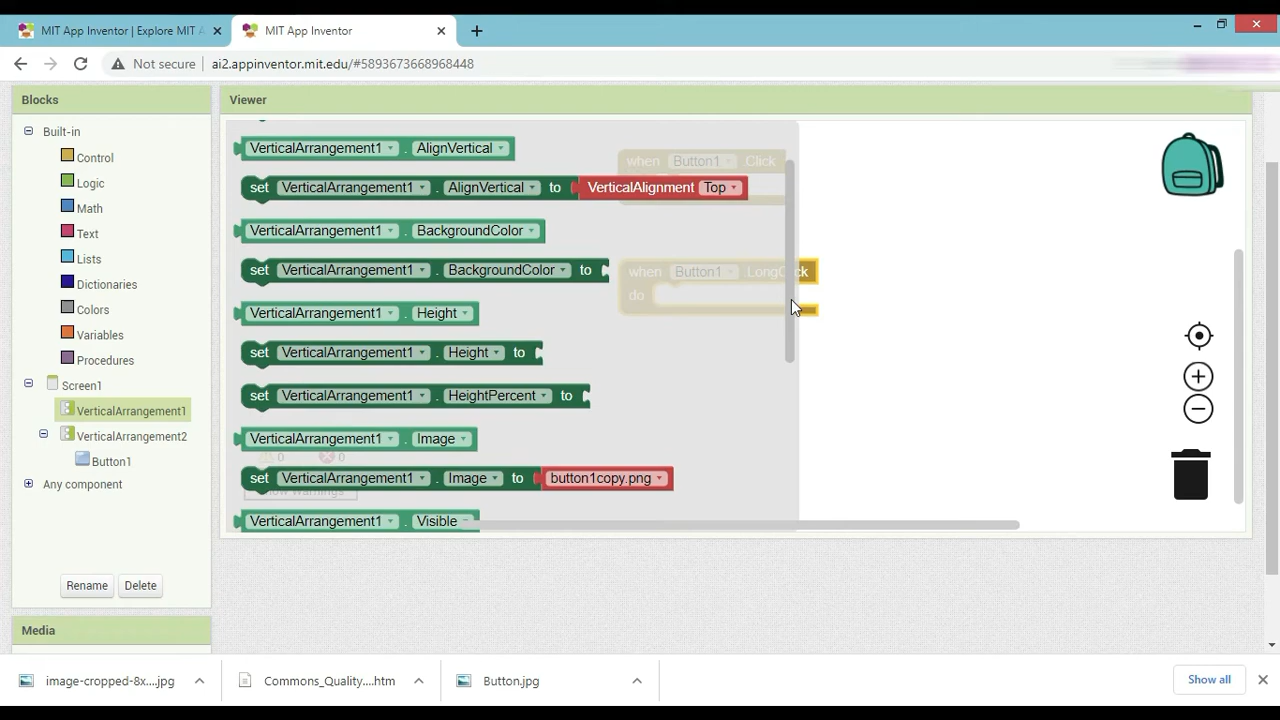 MIT App Inventor | Explore MIT A
MIT App Inventor
Not secure
ai2.appinventor.mit.edu/#5893673668968448
Blocks
Viewer
Built-in
Control
Logic
Math
Text
Lists
Dictionaries
Colors
Variables
Procedures
Screen1
VerticalArrangement1
VerticalArrangement2
Button1
Any component
Rename
Delete
Media
VerticalArrangement1 . AlignVertical
set VerticalArrangement1 . AlignVertical to VerticalAlignment Top
VerticalArrangement1 . BackgroundColor
set VerticalArrangement1 . BackgroundColor to
VerticalArrangement1 . Height
set VerticalArrangement1 . Height to
set VerticalArrangement1 . HeightPercent to
VerticalArrangement1 . Image
0 0
set VerticalArrangement1 . Image to button1copy.png
Warnings
VerticalArrangement1 . Visible
when Button1 .Click
when Button1 .LongClick
do
image-cropped-8x....jpg
Commons_Quality....htm
Button.jpg
Show all